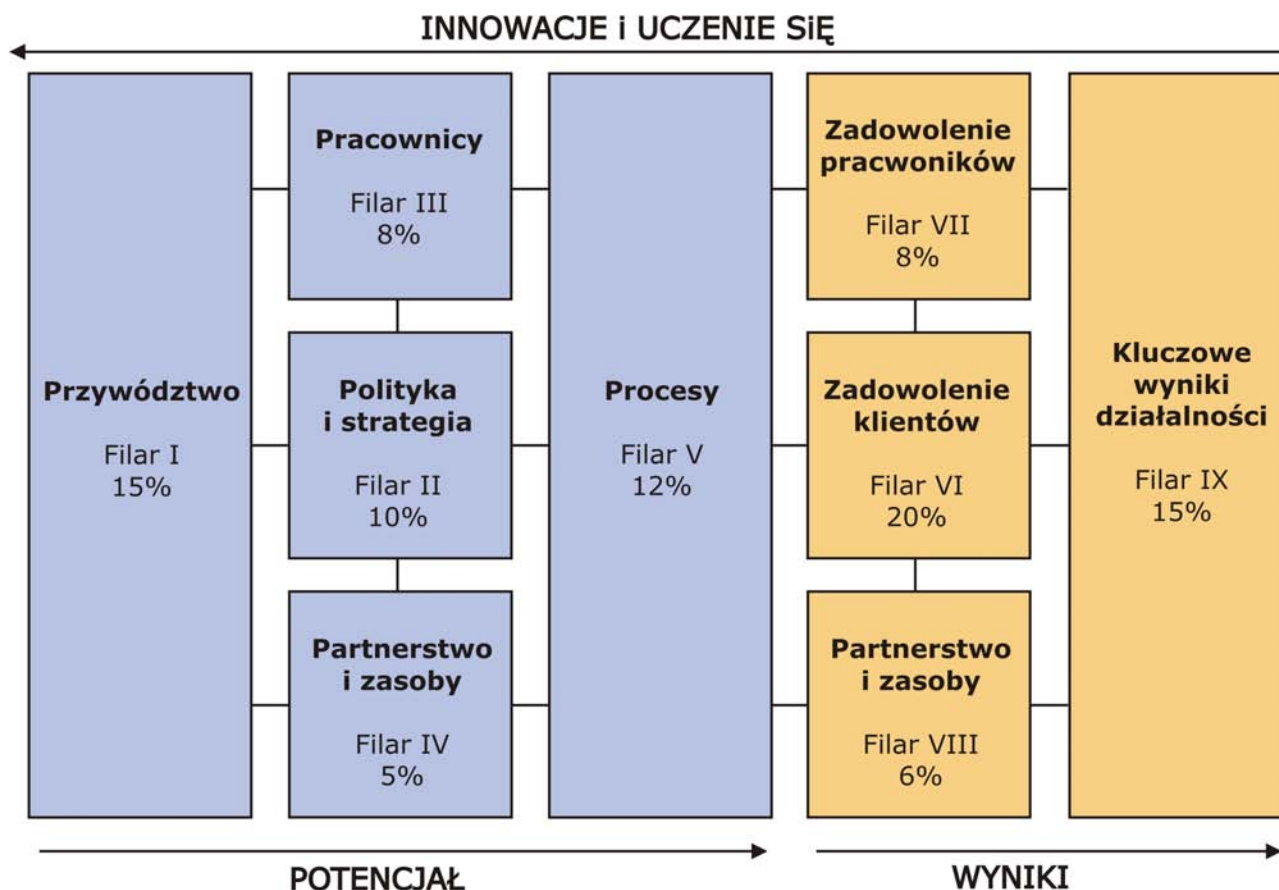 INNOWACJE i UCZENIE SiĘ
Przywództwo
Filar I
15%
Pracownicy
Filar III
8%
Polityka
i strategia
Filar II
10%
Partnerstwo
i zasoby
Filar IV
5%
Procesy
Filar V
12%
Zadowolenie
pracwoników
Filar VII
8%
Zadowolenie
klientów
Filar VI
20%
Partnerstwo
i zasoby
Filar VIII
6%
Kluczowe
wyniki
działalności
Filar IX
15%
POTENCJAŁ
WYNIKI